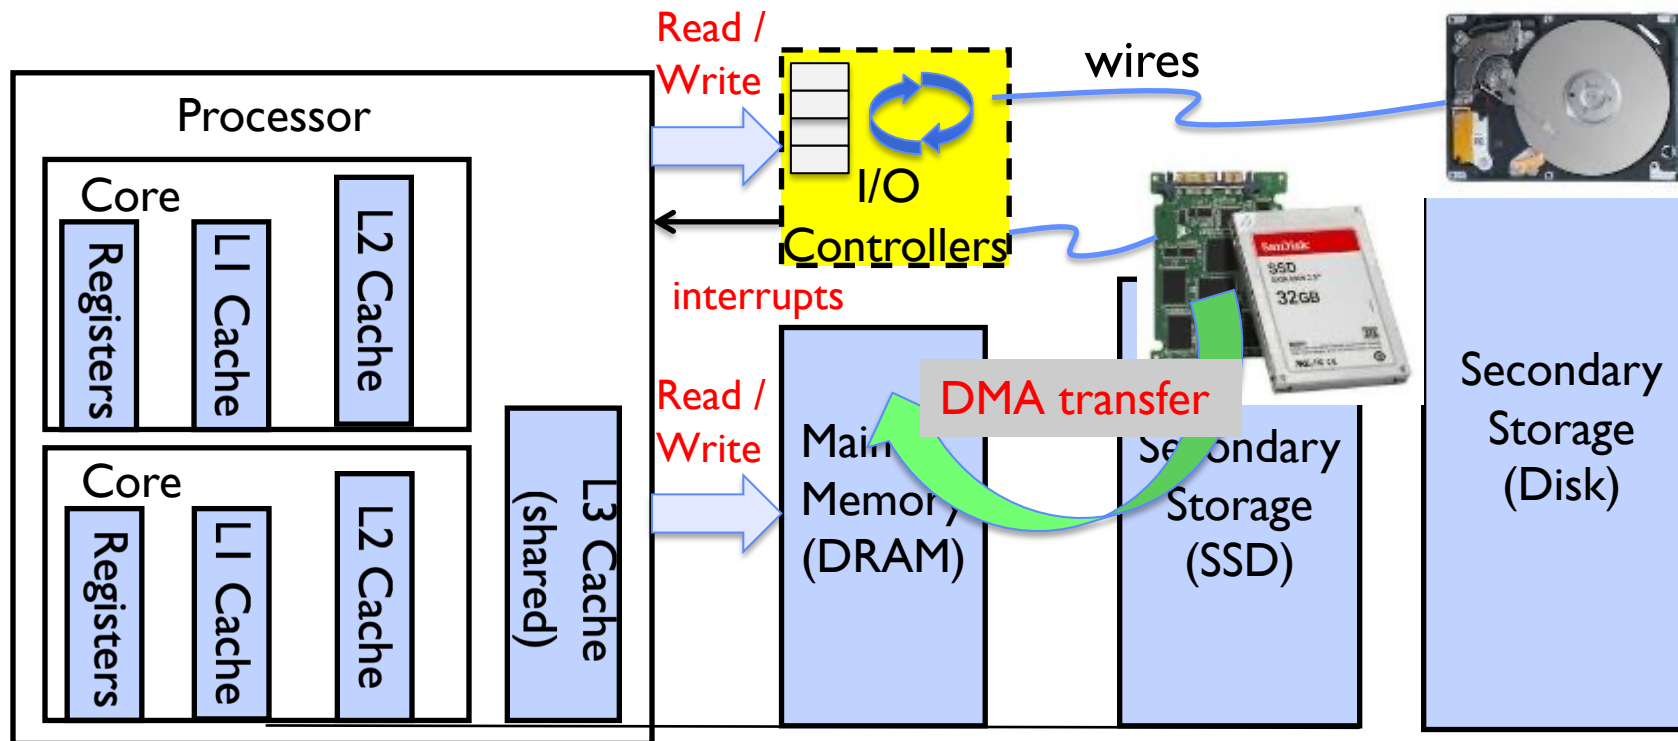 Read /
Write
wires
Processor
I/O
Controllers
Core
Registers
L1 Cache
L2 Cache
interrupts
SanDisk
SSD
32GB
Read /
Write
DMA transfer
Main
Memory
(DRAM)
Secondary
Storage
(SSD)
Secondary
Storage
(Disk)
Core
Registers
L1 Cache
L2 Cache
L3 Cache
(shared)